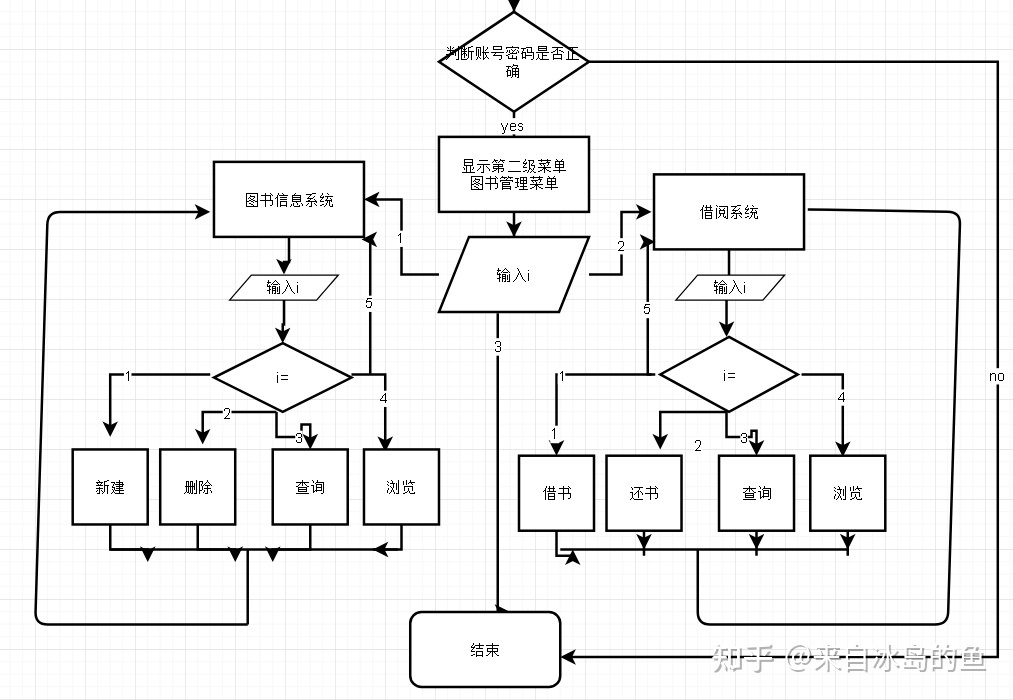 判断账号密码是否正
确
yes
显示第二级菜单
图书管理菜单
图书信息系统
借阅系统
1
2
输入i
输入i
输入i
5
5
3
i=
i=
no
1
4
1
4
2
3
1
2
3
新建
删除
查询
浏览
借书
还书
查询
浏览
结束
知乎 @来自冰岛的鱼